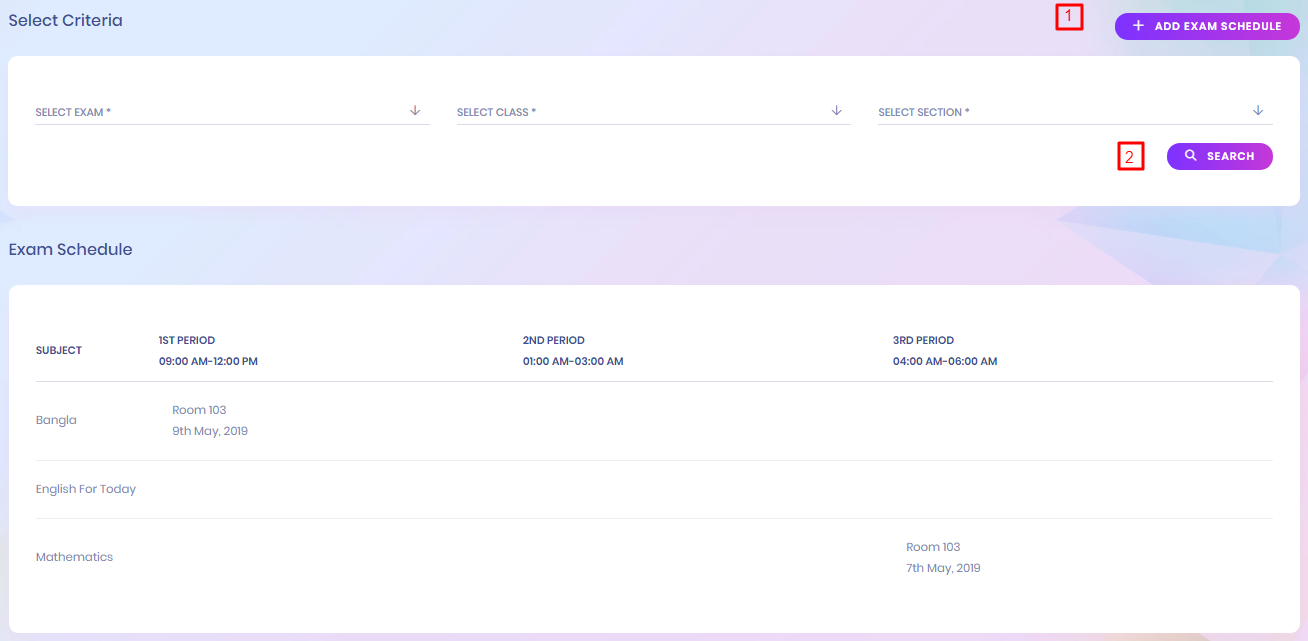 Select Criteria
1
+ ADD EXAM SCHEDULE
SELECT EXAM *
SELECT CLASS *
SELECT SECTION *
2
SEARCH
Exam Schedule
SUBJECT
1ST PERIOD
09:00 AM-12:00 PM
2ND PERIOD
01:00 AM-03:00 AM
3RD PERIOD
04:00 AM-06:00 AM
Bangla
Room 103
9th May, 2019
English For Today
Mathematics
Room 103
7th May, 2019